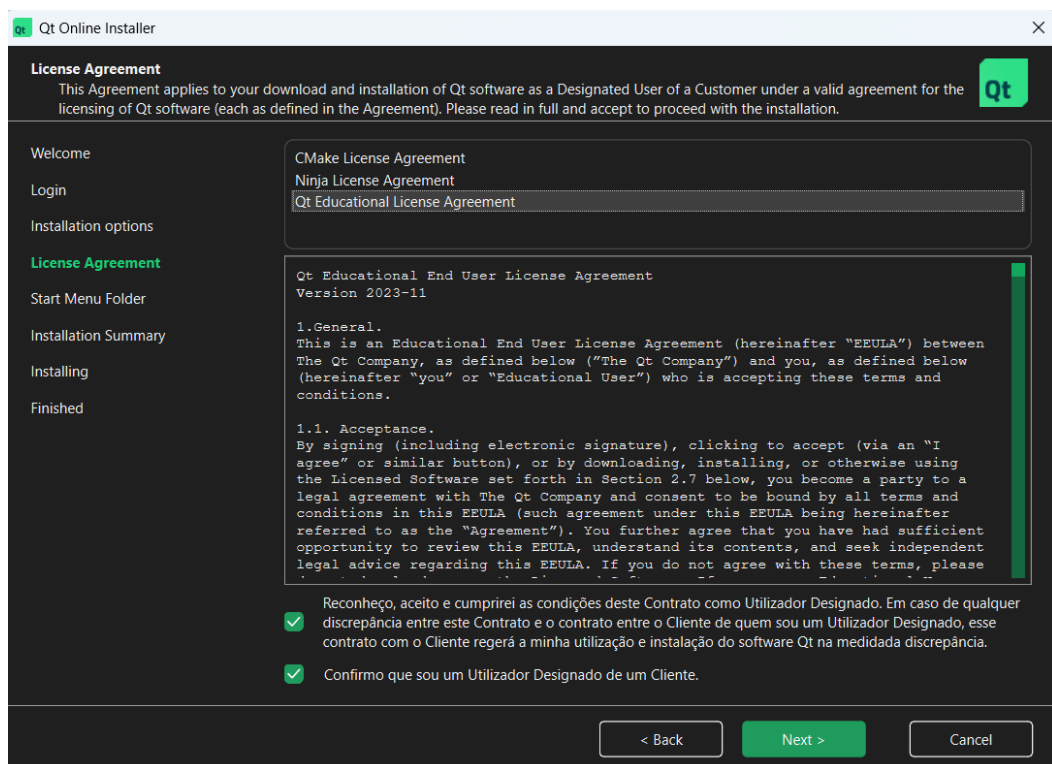 Qt Qt Online Installer
License Agreement
This Agreement applies to your download and installation of Qt software as a Designated User of a Customer under a valid agreement for the
licensing of Qt software (each as defined in the Agreement). Please read in full and accept to proceed with the installation.
Qt
Welcome
Login
Installation options
License Agreement
Start Menu Folder
Installation Summary
Installing
Finished
CMake License Agreement
Ninja License Agreement
Qt Educational License Agreement
Qt Educational End User License Agreement
Version 2023-11
1.General.
This is an Educational End User License Agreement (hereinafter “EEULA”) between
The Qt Company, as defined below (”The Qt Company”) and you, as defined below
(hereinafter “you” or “Educational User”) who is accepting these terms and
conditions.
1.1. Acceptance.
By signing (including electronic signature), clicking to accept (via an “I
agree” or similar button), or by downloading, installing, or otherwise using
the Licensed Software set forth in Section 2.7 below, you become a party to a
legal agreement with The Qt Company and consent to be bound by all terms and
conditions in this EEULA (such agreement under this EEULA being hereinafter
referred to as the “Agreement”). You further agree that you have had sufficient
opportunity to review this EEULA, understand its contents, and seek independent
legal advice regarding this EEULA. If you do not agree with these terms, please
Reconheço, aceito e cumprirei as condições deste Contrato como Utilizador Designado. Em caso de qualquer
discrepância entre este Contrato e o contrato entre o Cliente de quem sou um Utilizador Designado, esse
contrato com o Cliente regerá a minha utilização e instalação do software Qt na medidada discrepância.
Confirmo que sou um Utilizador Designado de um Cliente.
< Back
Next >
Cancel